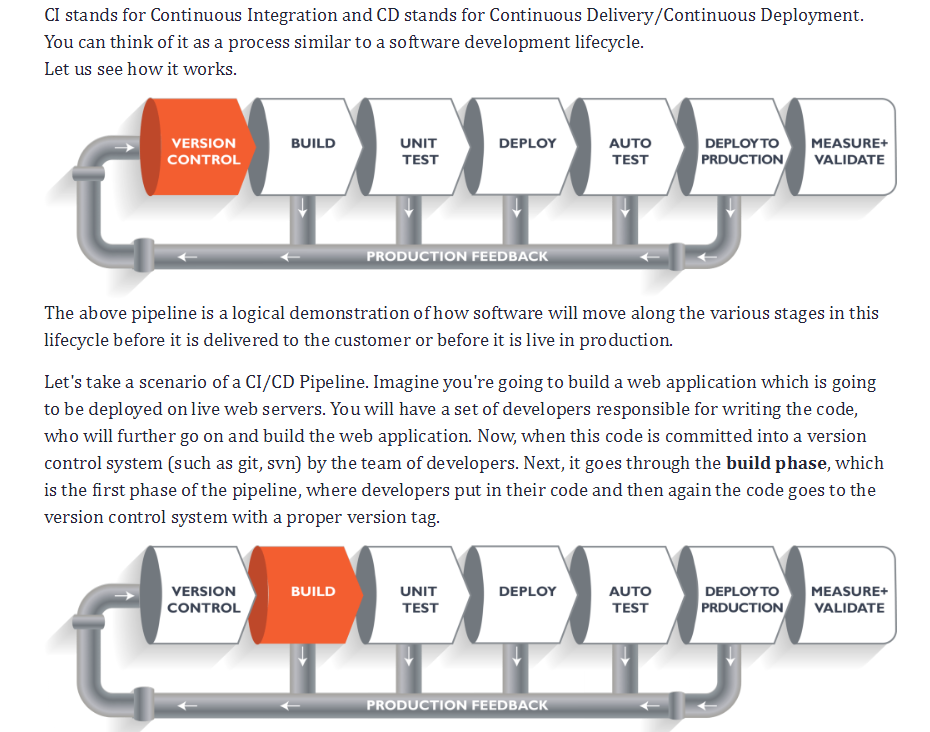 CI stands for Continuous Integration and CD stands for Continuous Delivery/Continuous Deployment.
You can think of it as a process similar to a software development lifecycle.
Let us see how it works.
VERSION
CONTROL
BUILD
UNIT
TEST
DEPLOY
AUTO
TEST
DEPLOY TO
PRDUCTION
MEASURE+
VALIDATE
PRODUCTION FEEDBACK
The above pipeline is a logical demonstration of how software will move along the various stages in this
lifecycle before it is delivered to the customer or before it is live in production.
Let's take a scenario of a CI/CD Pipeline. Imagine you're going to build a web application which is going
to be deployed on live web servers. You will have a set of developers responsible for writing the code,
who will further go on and build the web application. Now, when this code is committed into a version
control system (such as git, svn) by the team of developers. Next, it goes through the build phase, which
is the first phase of the pipeline, where developers put in their code and then again the code goes to the
version control system with a proper version tag.
VERSION
CONTROL
BUILD
UNIT
TEST
DEPLOY
AUTO
TEST
DEPLOY TO
PRDUCTION
MEASURE+
VALIDATE
PRODUCTION FEEDBACK